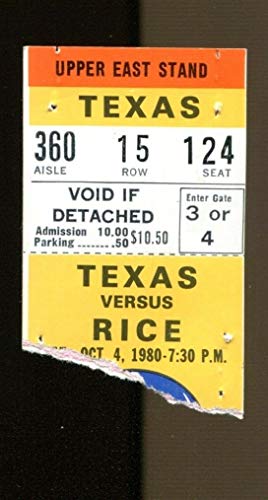 UPPER EAST STAND
TEXAS
360 15 124
AISLE ROW SEAT
VOID IF
DETACHED
Admission 10.00
Parking .50 $10.50
Enter Gate
3 or
4
TEXAS
VERSUS
RICE
OCT 4, 1980-7:30 P.M.